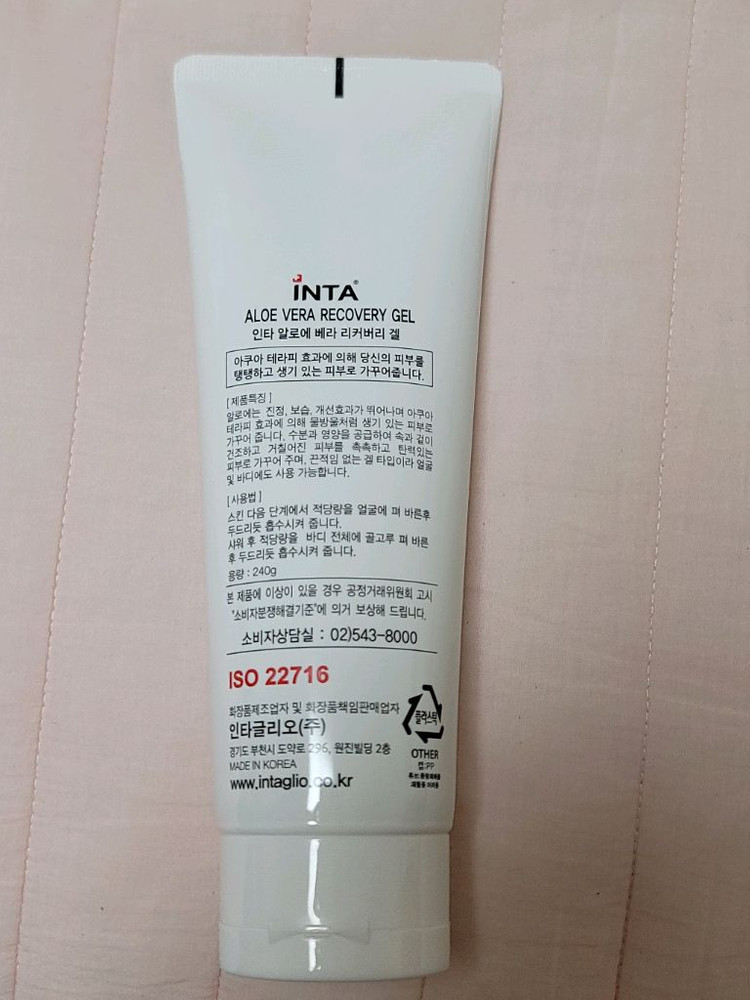 INTA®
ALOE VERA RECOVERY GEL
인타 알로에 베라 리커버리 겔
아쿠아 테라피 효과에 의해 당신의 피부를
탱탱하고 생기 있는 피부로 가꾸어줍니다.
[제품특징]
알로에는 진정, 보습, 개선효과가 뛰어나며 아쿠아
테라피 효과에 의해 물방울처럼 생기 있는 피부로
가꾸어 줍니다. 수분과 영양을 공급하여 속과 겉이
건조하고 거칠어진 피부를 촉촉하고 탄력있는
피부로 가꾸어 주며, 끈적임 없는 겔 타입이라 얼굴
및 바디에도 사용 가능합니다.
[사용법]
스킨 다음 단계에서 적당량을 얼굴에 펴 바른후
두드리듯 흡수시켜 줍니다.
샤워 후 적당량을 바디 전체에 골고루 펴 바른
후 두드리듯 흡수시켜 줍니다.
용량 : 240g
본 제품에 이상이 있을 경우 공정거래위원회 고시
"소비자분쟁해결기준"에 의거 보상해 드립니다.
소비자상담실 : 02)543-8000
ISO 22716
화장품제조업자 및 화장품책임판매업자
인타글리오(주)
경기도 부천시 도약로 296, 원진빌딩 2층
MADE IN KOREA
www.intaglio.co.kr
플라스틱
OTHER
캡:PP